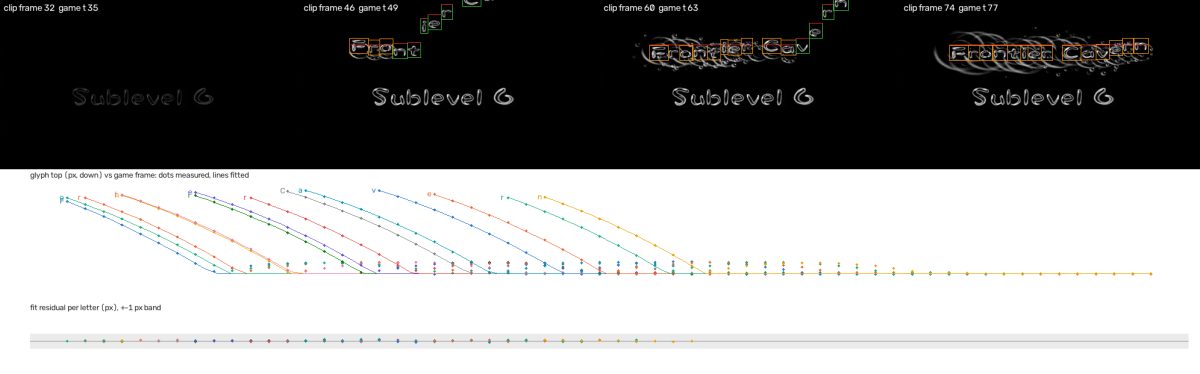 clip frame 32 game t 35
clip frame 46 game t 49
clip frame 60 game t 63
clip frame 74 game t 77
Sublevel 6
F r o n t i e r C
Sublevel 6
Frontier Cave r n
Sublevel 6
Frontier Cavern
Sublevel 6
glyph top (px, down) vs game frame: dots measured, lines fitted
r r C a v e r n
fit residual per letter (px), +-1 px band